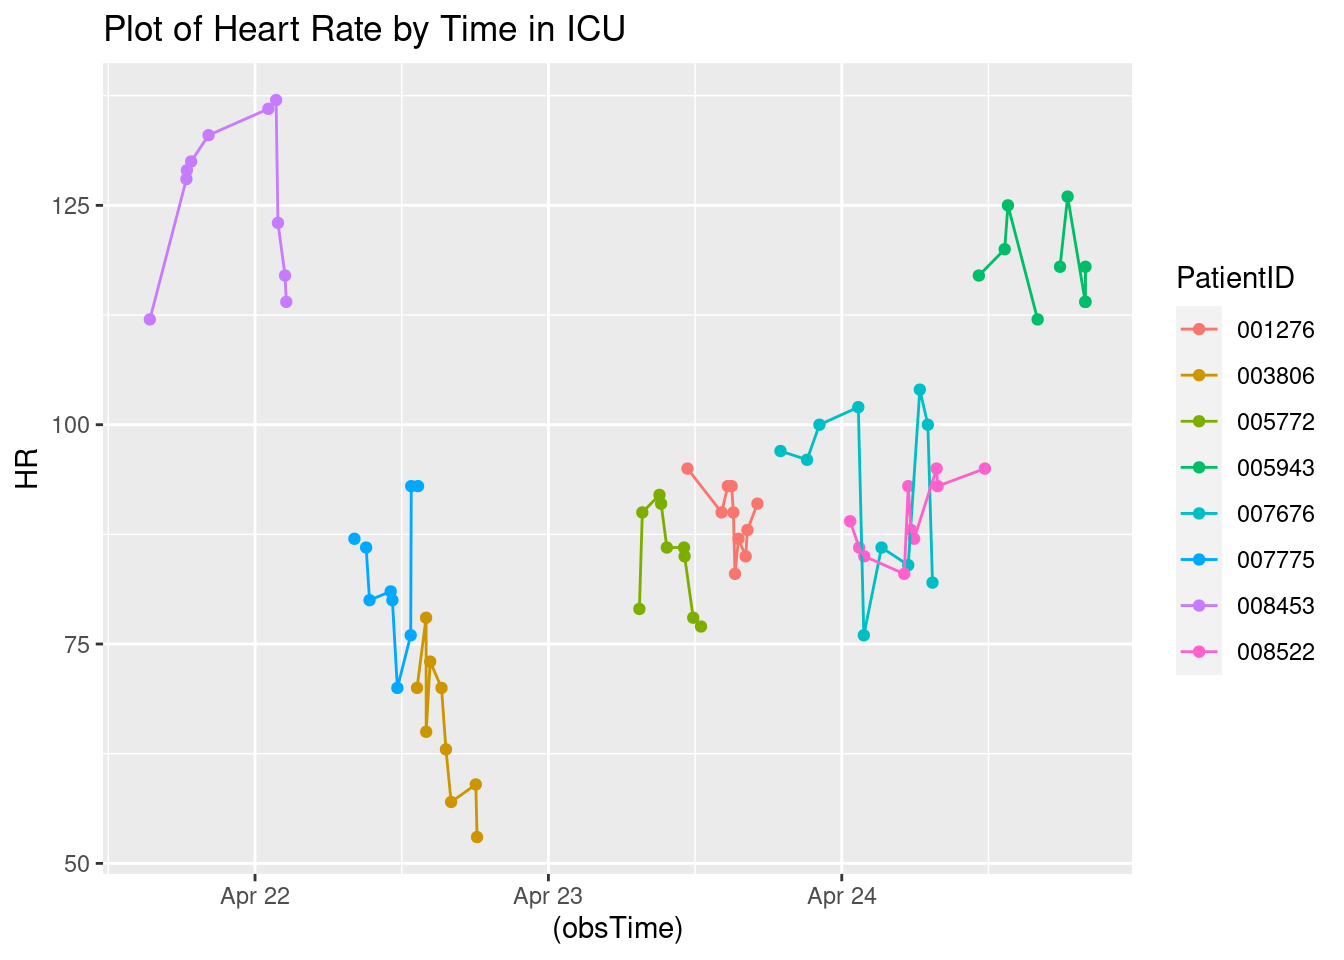 Plot of Heart Rate by Time in ICU
HR
125
100
75
50
Apr 22
Apr 23
Apr 24
(obsTime)
PatientID
001276
003806
005772
005943
007676
007775
008453
008522